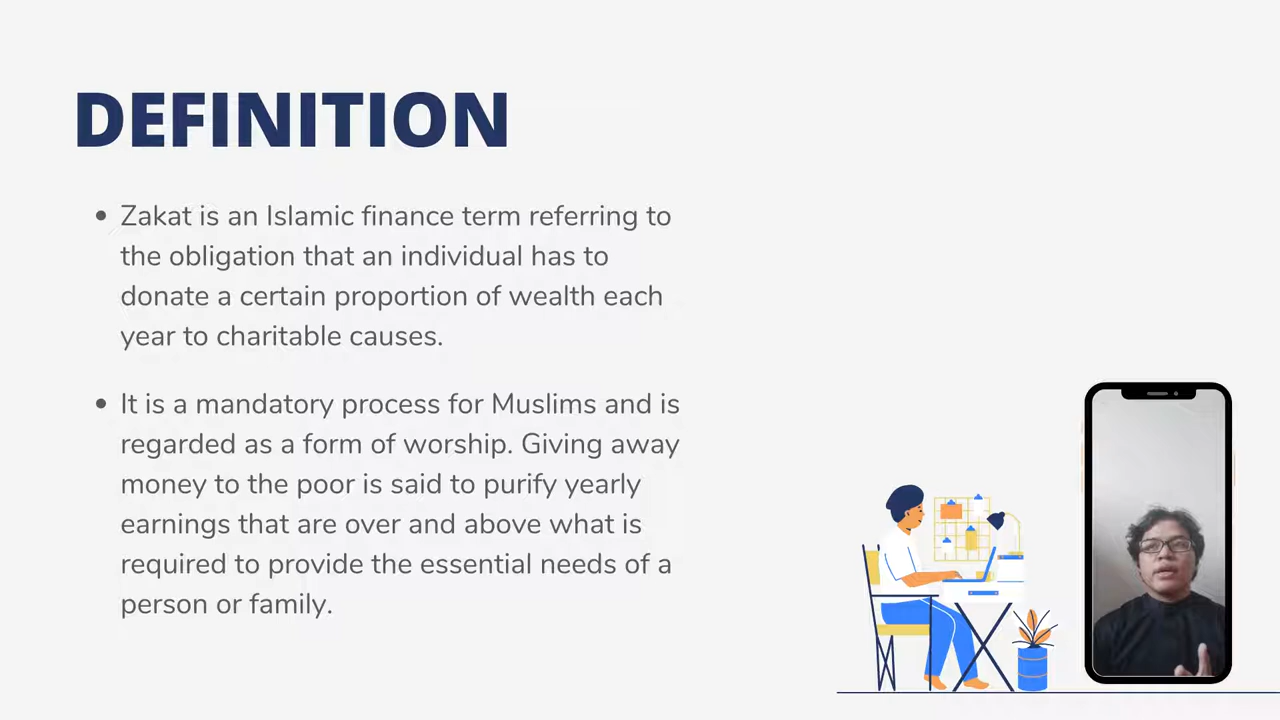 DEFINITION
• Zakat is an Islamic finance term referring to
the obligation that an individual has to
donate a certain proportion of wealth each
year to charitable causes.
• It is a mandatory process for Muslims and is
regarded as a form of worship. Giving away
money to the poor is said to purify yearly
earnings that are over and above what is
required to provide the essential needs of a
person or family.